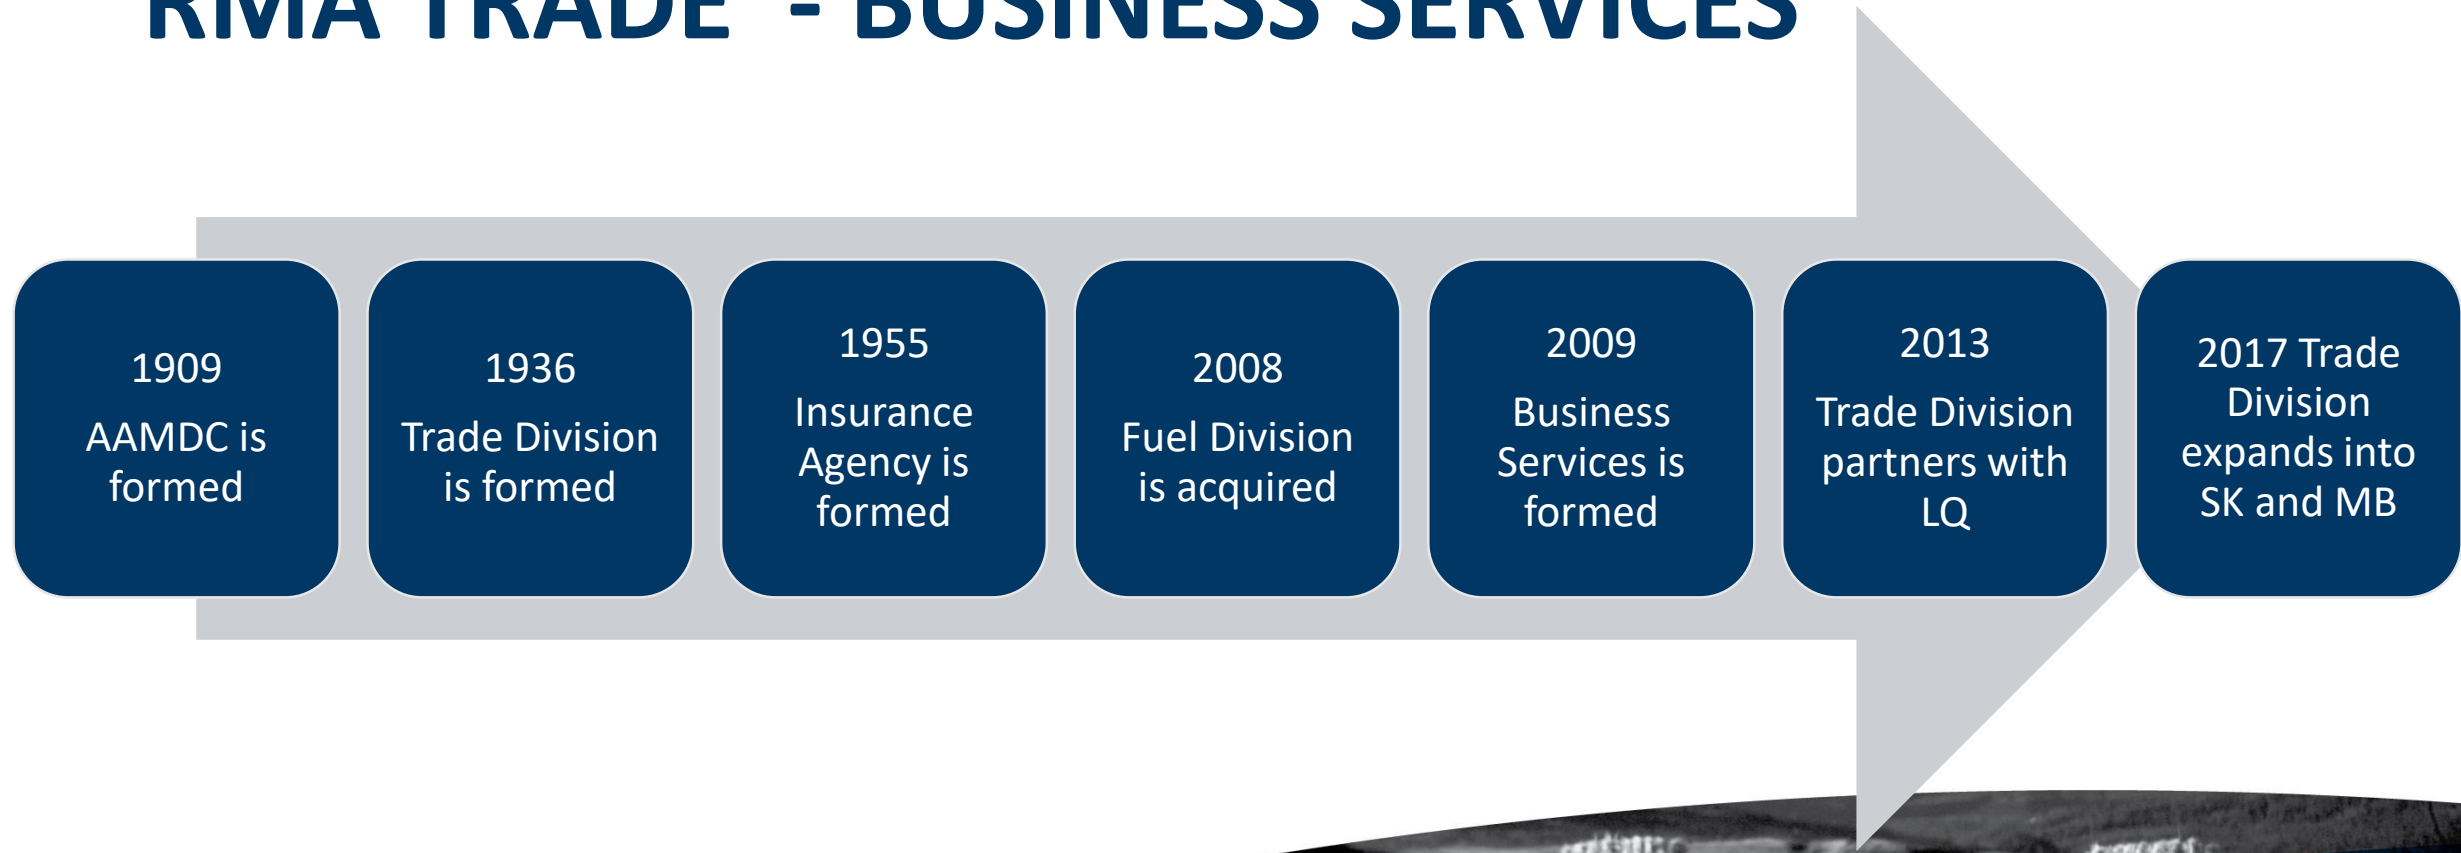 RMA TRADE - BUSINESS SERVICES
1909
AAMDC is
formed
1936
Trade Division
is formed
1955
Insurance
Agency is
formed
2008
Fuel Division
is acquired
2009
Business
Services is
formed
2013
Trade Division
partners with
LQ
2017 Trade
Division
expands into
SK and MB